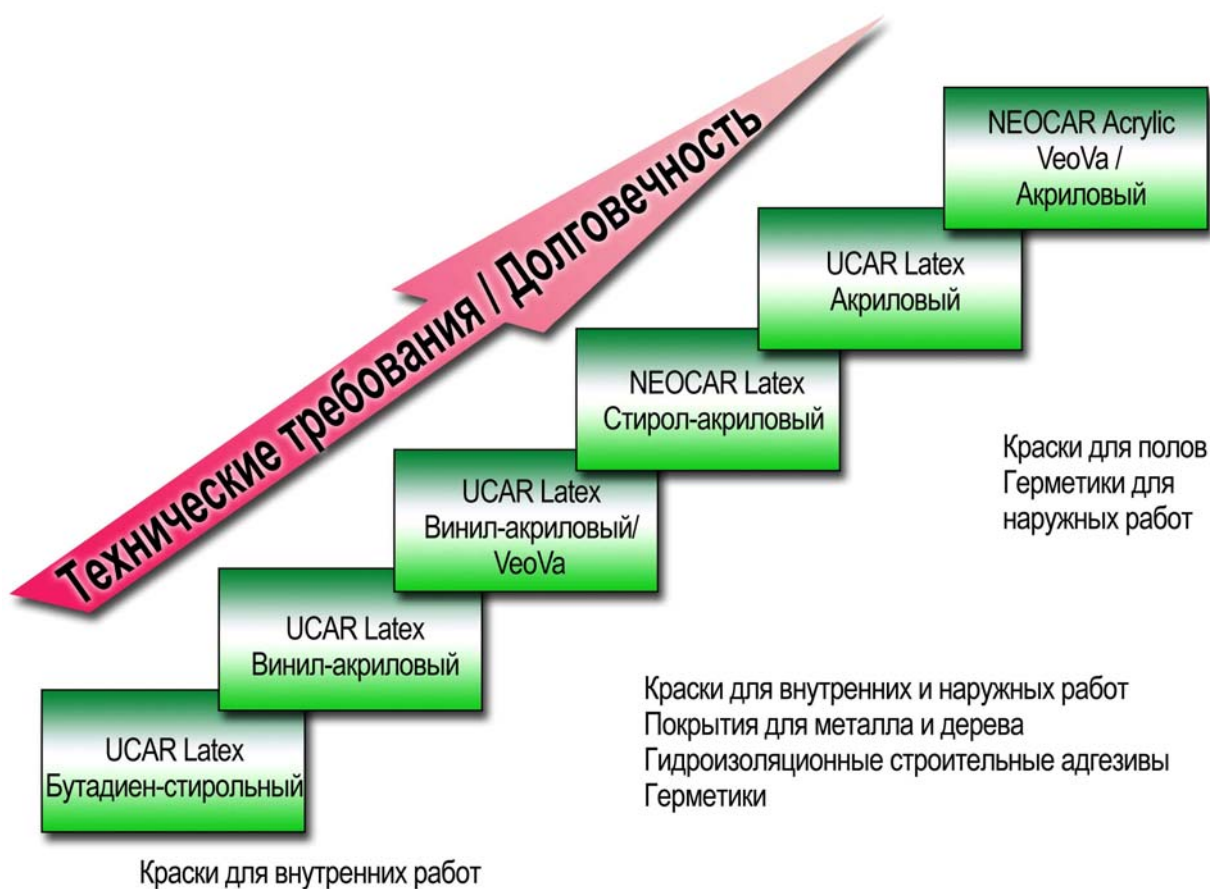 Технические требования / Долговечность
NEOCAR Acrylic
VeoVa /
Акриловый
UCAR Latex
Акриловый
NEOCAR Latex
Стирол-акриловый
UCAR Latex
Винил-акриловый/
VeoVa
UCAR Latex
Винил-акриловый
UCAR Latex
Бутадиен-стирольный
Краски для полов
Герметики для
наружных работ
Краски для внутренних и наружных работ
Покрытия для металла и дерева
Гидроизоляционные строительные адгезивы
Герметики
Краски для внутренних работ